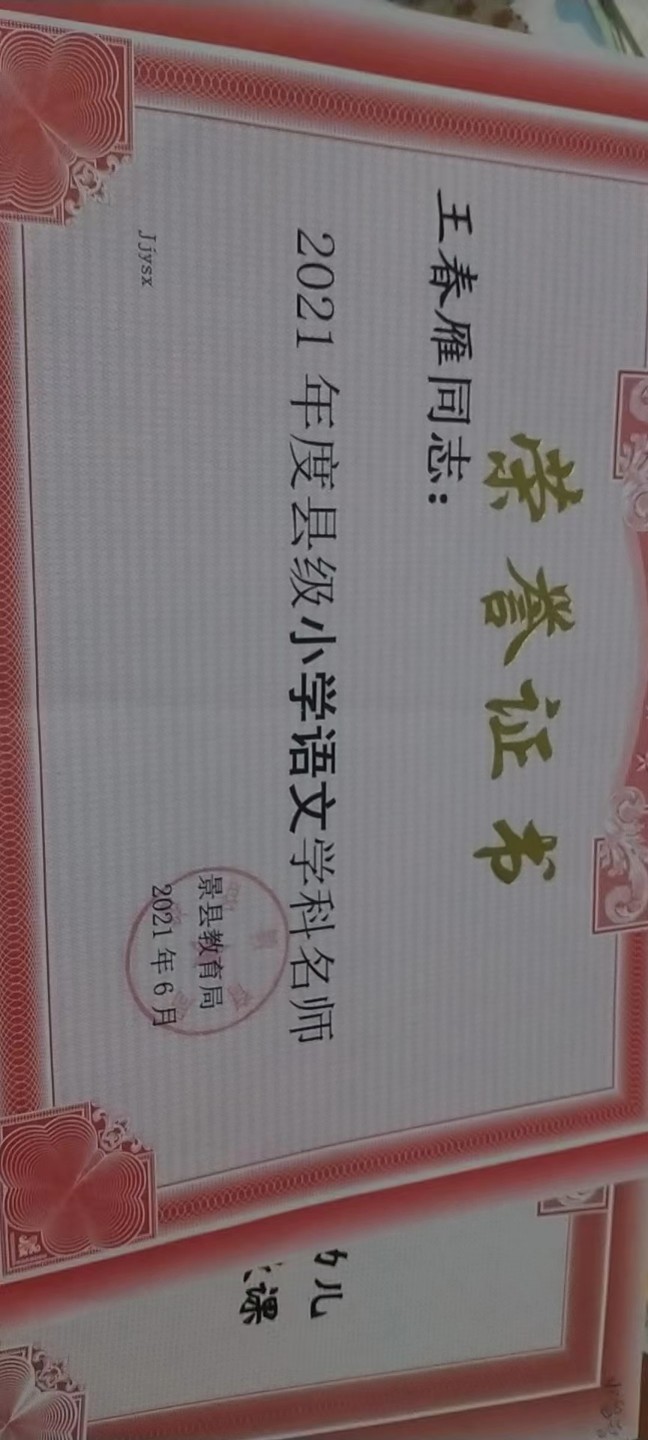 荣誉证书
王春雁同志：
2021年度县级小学语文学科名师
景县教育局
2021年6月
Jjysx
儿
课